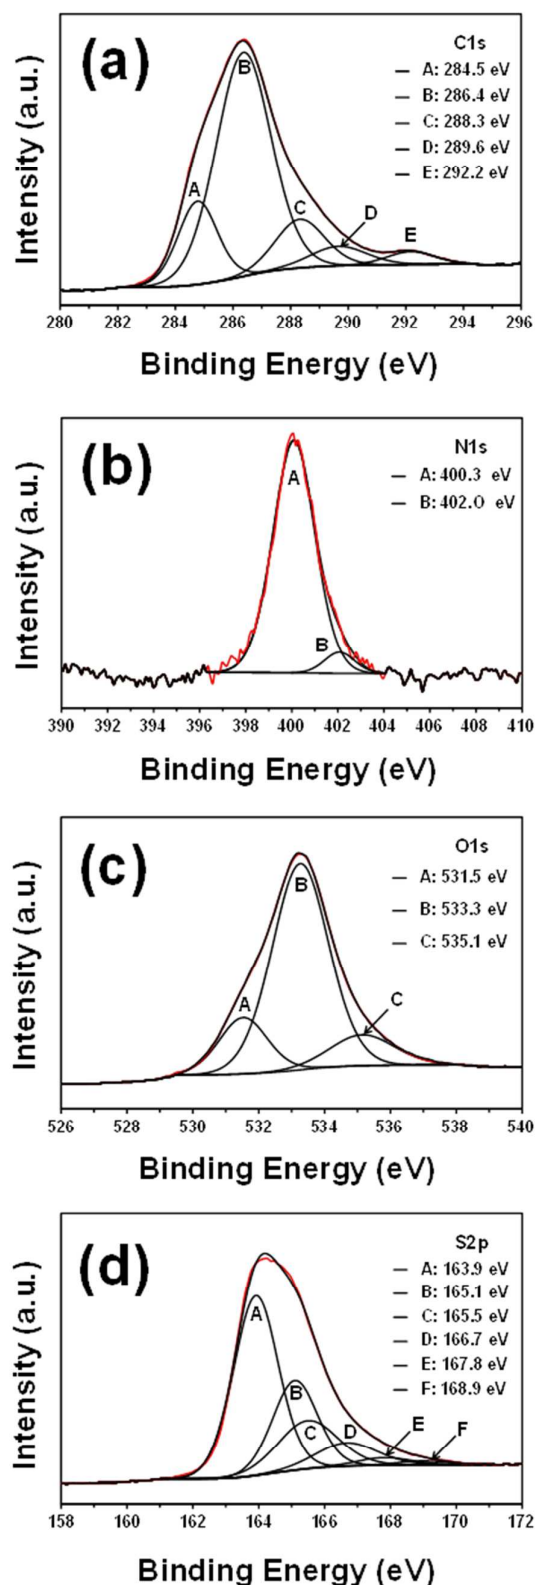 (a)
C1s
A: 284.5 eV
B: 286.4 eV
C: 288.3 eV
D: 289.6 eV
E: 292.2 eV
B
A
C
D
E
Intensity (a.u.)
280 282 284 286 288 290 292 294 296
Binding Energy (eV)
(b)
N1s
A: 400.3 eV
B: 402.0 eV
A
B
Intensity (a.u.)
390 392 394 396 398 400 402 404 406 408 410
Binding Energy (eV)
(c)
O1s
A: 531.5 eV
B: 533.3 eV
C: 535.1 eV
B
A
C
Intensity (a.u.)
526 528 530 532 534 536 538 540
Binding Energy (eV)
(d)
S2p
A: 163.9 eV
B: 165.1 eV
C: 165.5 eV
D: 166.7 eV
E: 167.8 eV
F: 168.9 eV
A
B
C
D
E
F
Intensity (a.u.)
158 160 162 164 166 168 170 172
Binding Energy (eV)